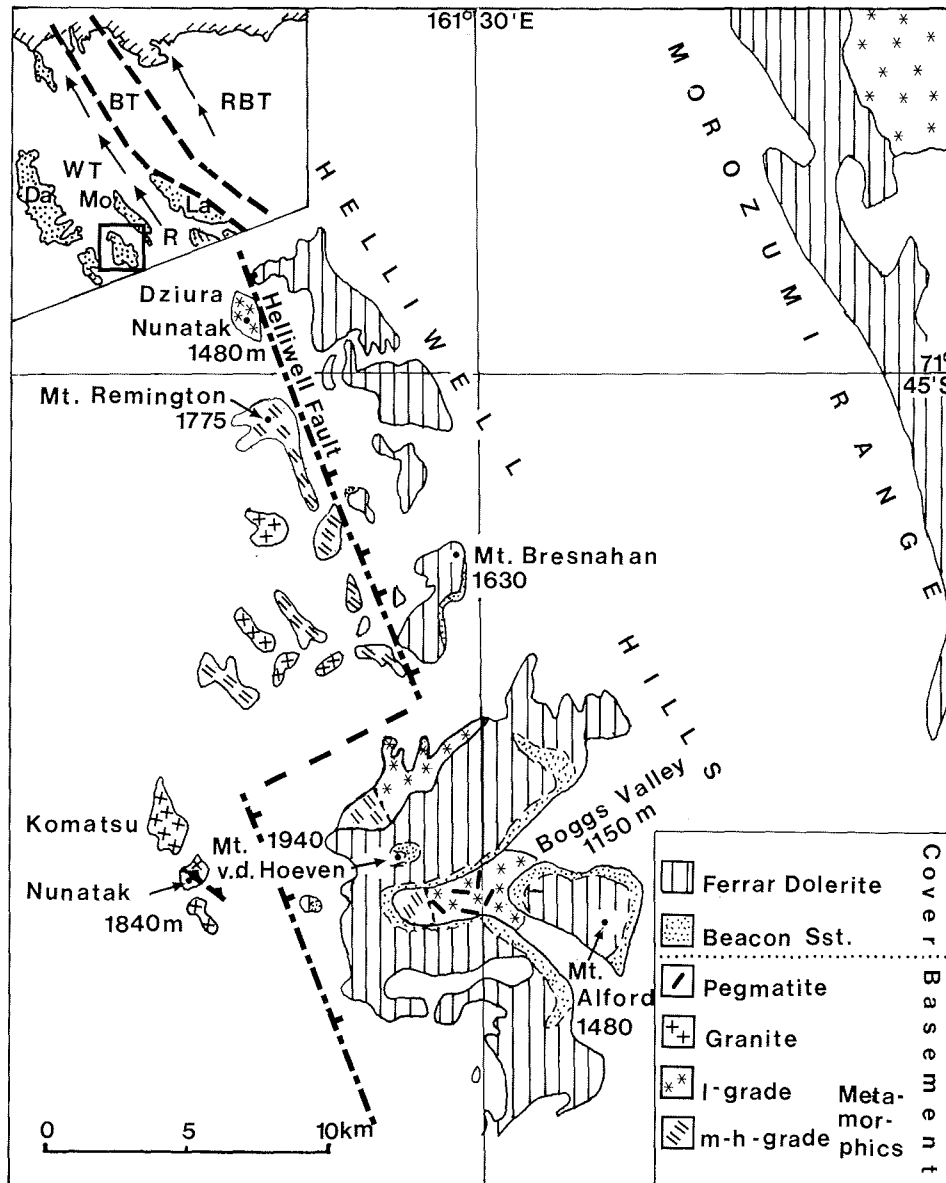 161° 30'E
BT
RBT
WT
Da
Mo
La
R
HELLIWELL
HILLS
MOROZUMI RANGE
Dziura
Nunatak
1480m
Helliwell Fault
71°
45'S
Mt. Remington
1775
Mt. Bresnahan
1630
Boggs Valley
1150 m
Komatsu
Nunatak
1840m
1940
Mt.
v.d. Hoeven
Mt.
Alford
1480
0 5 10km
Ferrar Dolerite
Beacon Sst.
Cover
Pegmatite
Granite
l-grade
m-h-grade
Meta-
mor-
phics
Basement